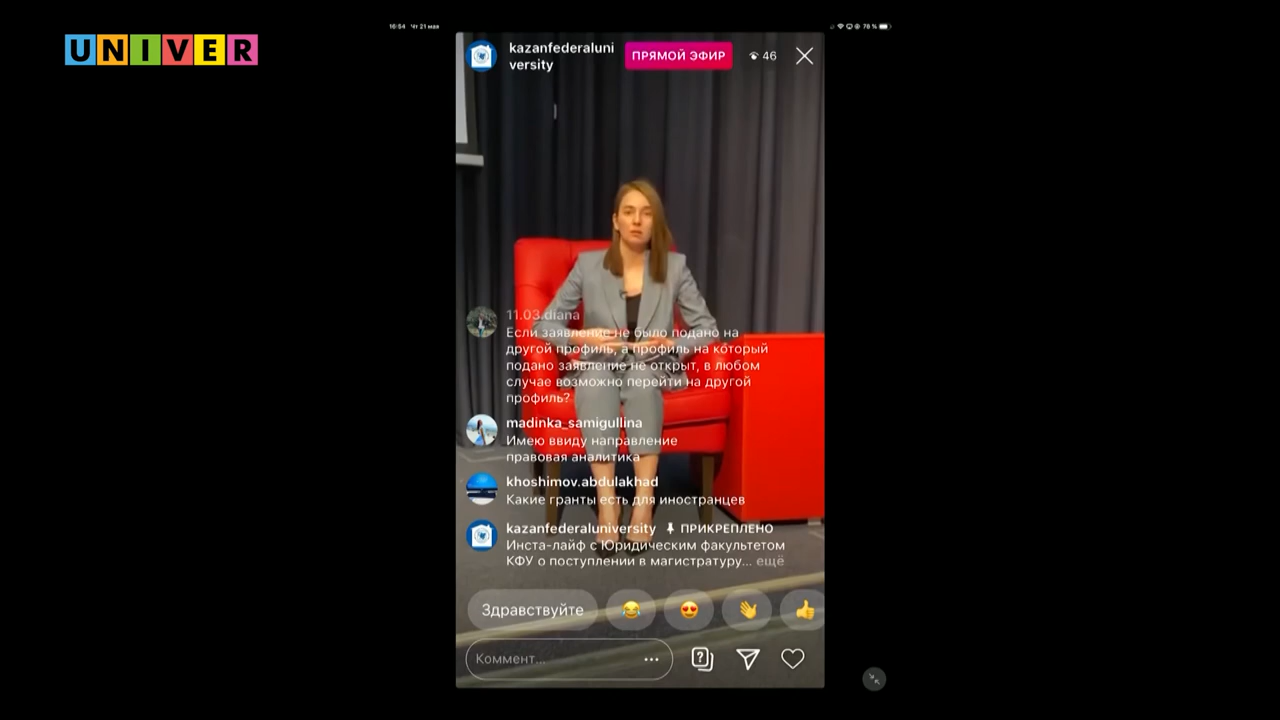 16:54 Чт 21 мая
78 %
UNIVER
kazanfederaluni
versity
ПРЯМОЙ ЭФИР
46
11.03.diana
Если заявление не было подано на
другой профиль, а профиль на который
подано заявление не открыт, в любом
случае возможно перейти на другой
профиль?
madinka_samigullina
Имею ввиду направление
правовая аналитика
khoshimov.abdulakhad
Какие гранты есть для иностранцев
kazanfederaluniversity ПРИКРЕПЛЕНО
Инста-лайф с Юридическим факультетом
КФУ о поступлении в магистратуру... ещё
Здравствуйте
Коммент...